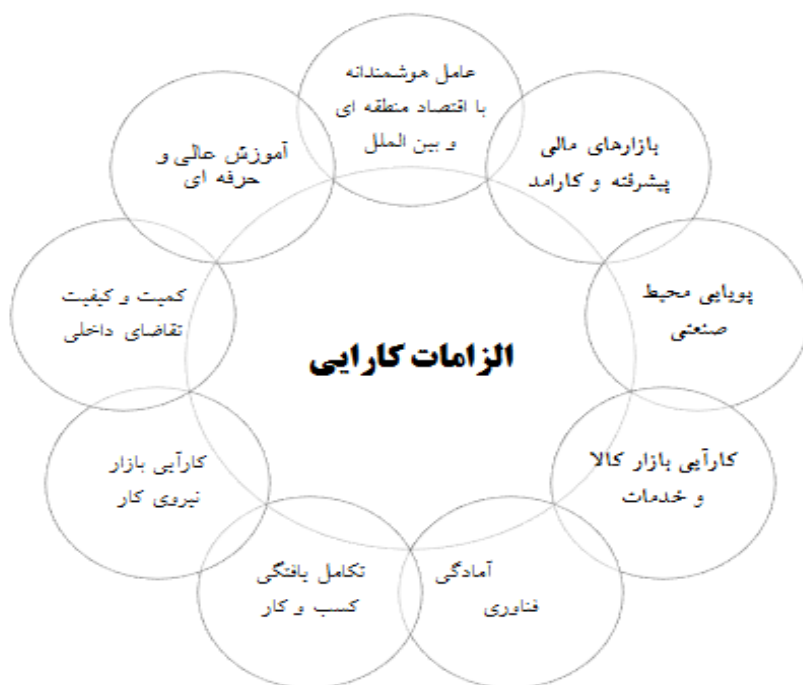 عامل هوشمندانه
با اقتصاد منطقه ای
و بین الملل
بازارهای مالی
پیشرفته و کارامد
پویایی محیط
صنعتی
کارآیی بازار کالا
و خدمات
آمادگی
فناوری
تکامل یافتگی
کسب و کار
کارآیی بازار
نیروی کار
کمیت و کیفیت
تقاضای داخلی
آموزش عالی و
حرفه ای
الزامات کارایی